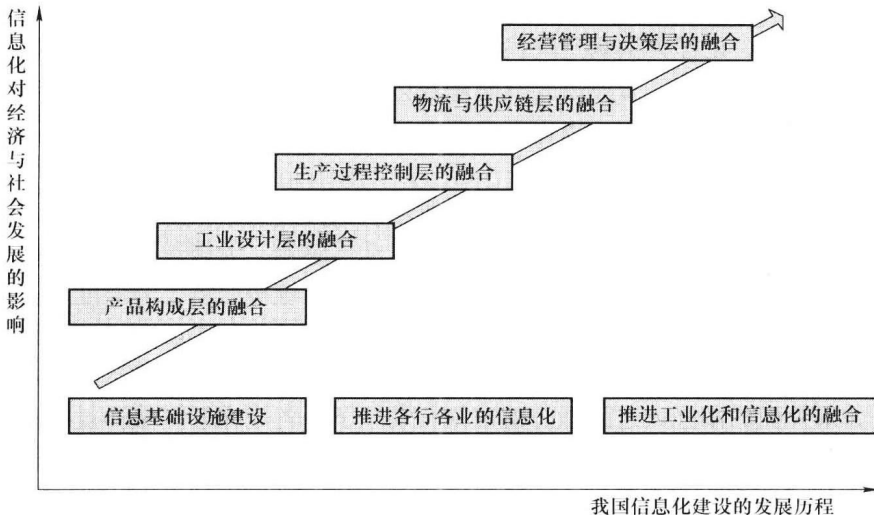 信息化对经济与社会发展的影响
经营管理与决策层的融合
物流与供应链层的融合
生产过程控制层的融合
工业设计层的融合
产品构成层的融合
信息基础设施建设
推进各行各业的信息化
推进工业化和信息化的融合
我国信息化建设的发展历程